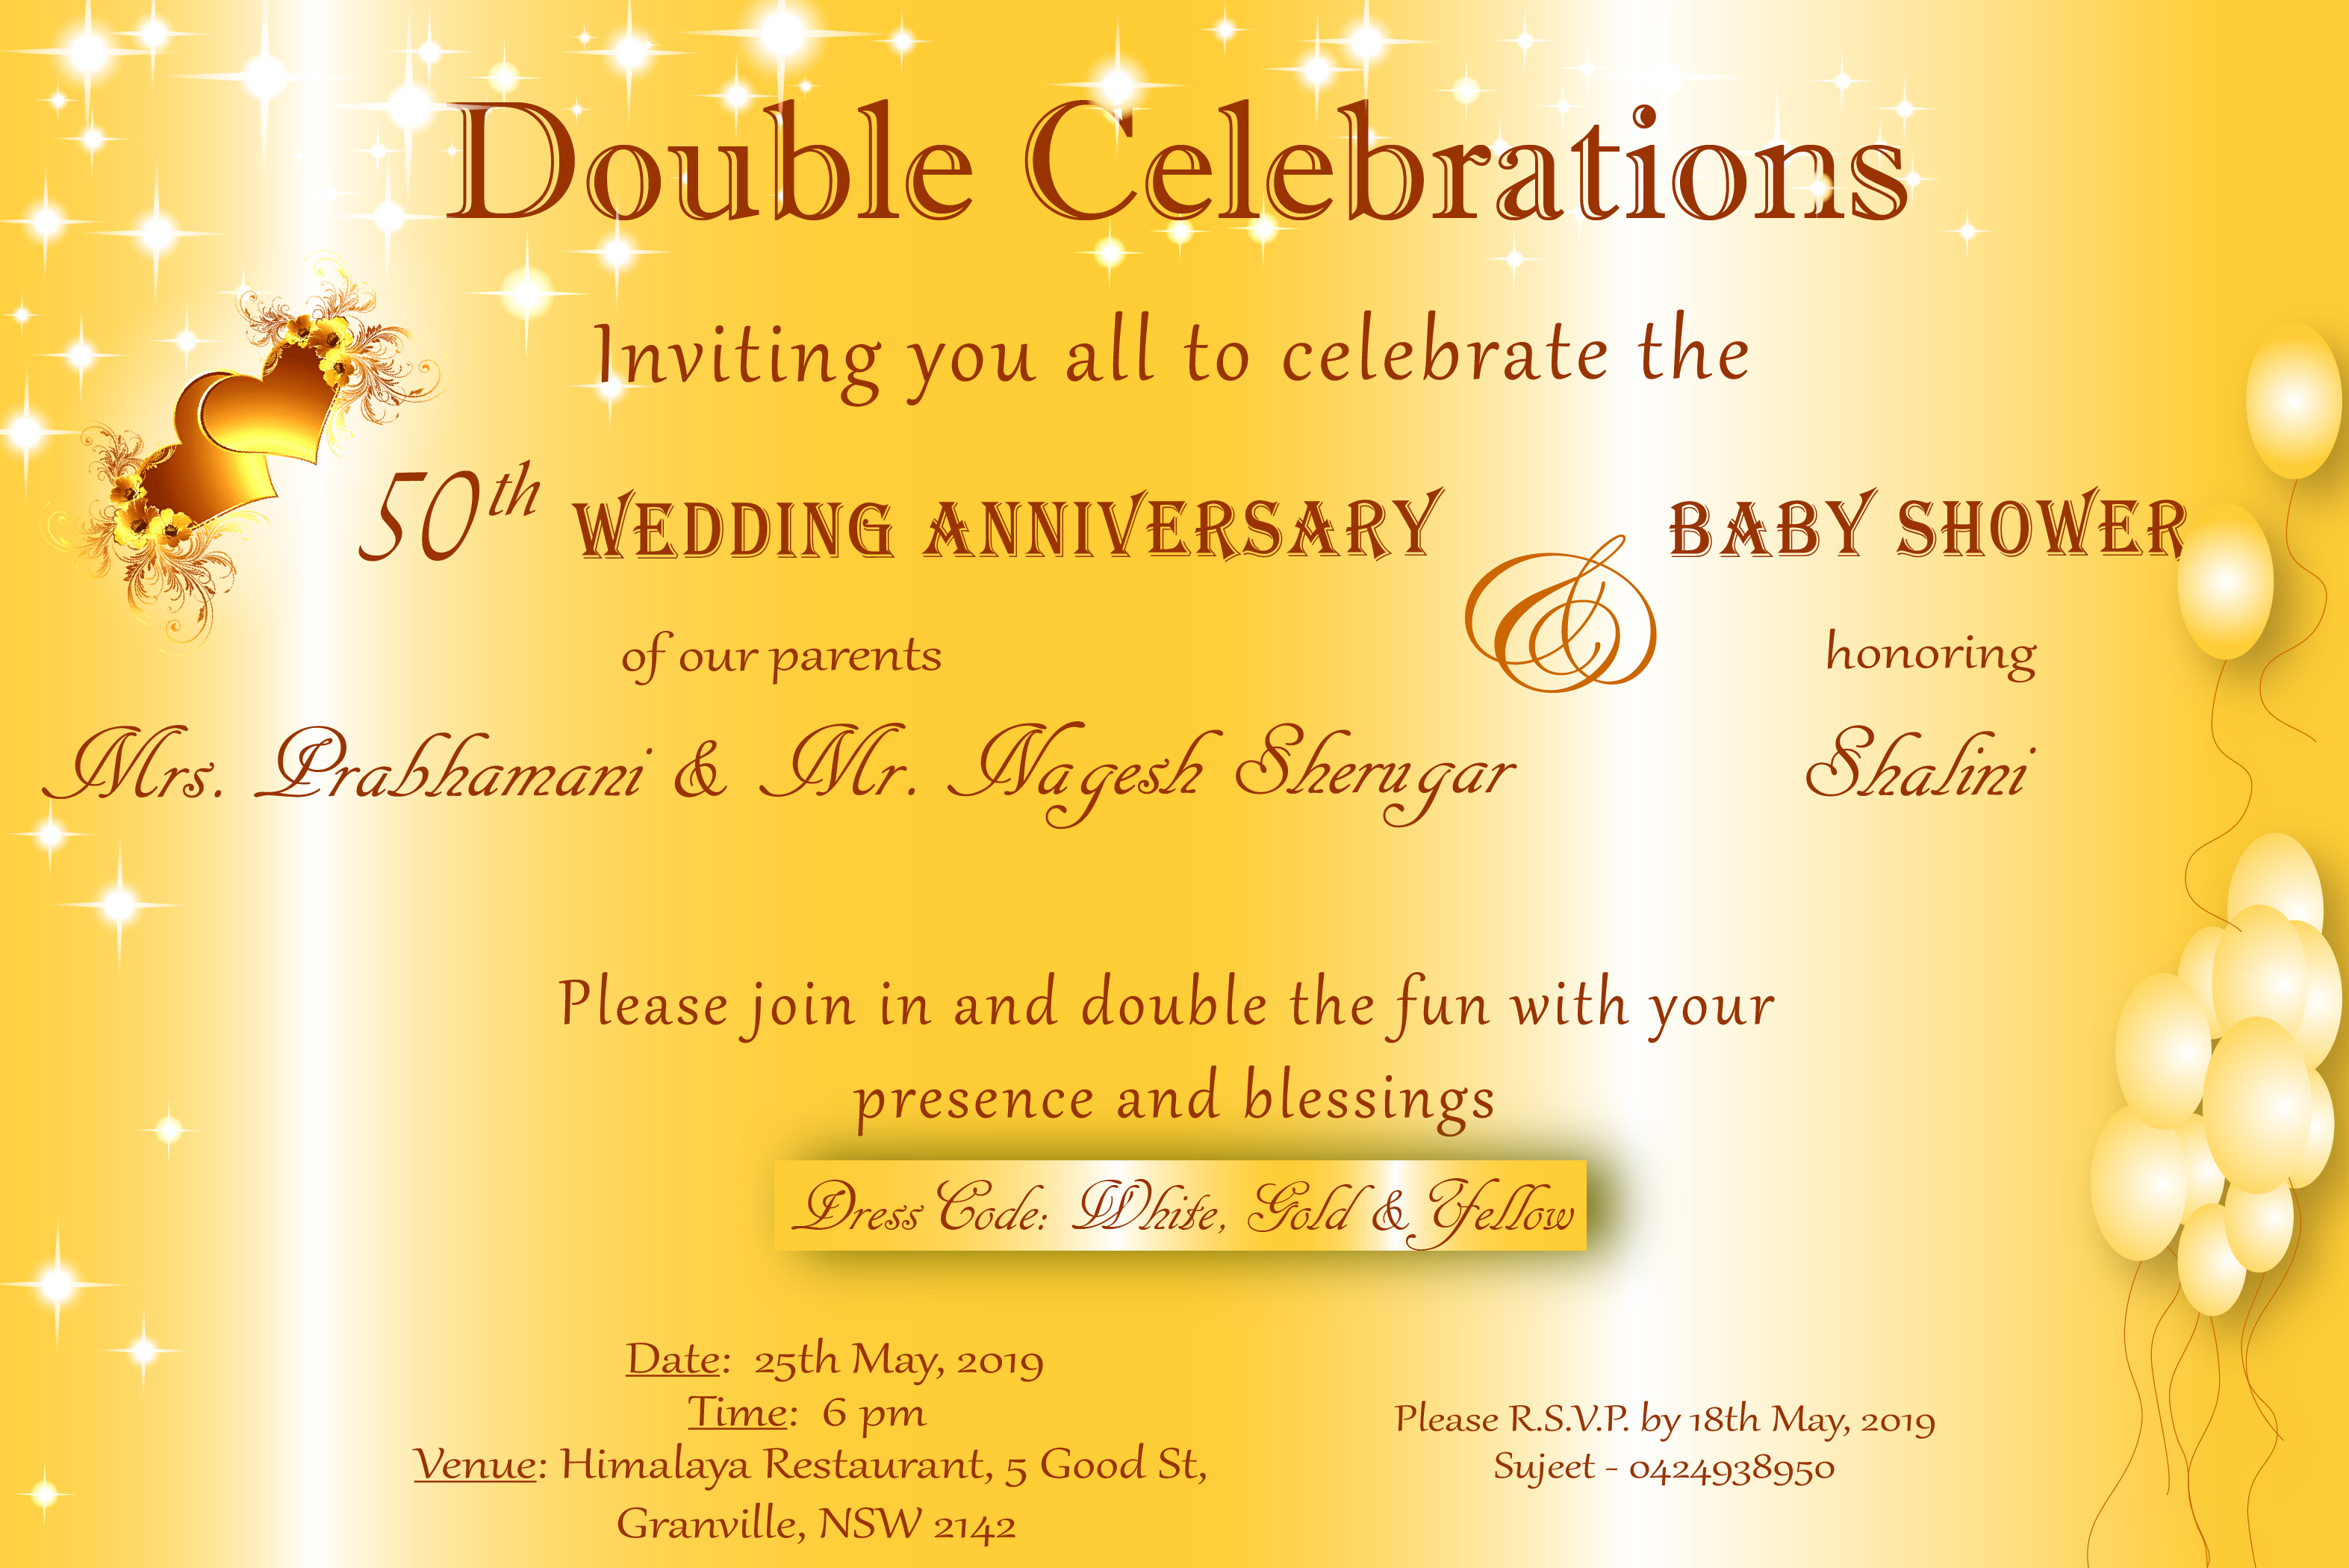 Double Celebrations
Inviting you all to celebrate the
50th WEDDING ANNIVERSARY & BABY SHOWER
of our parents honoring
Mrs. Prabhamani & Mr. Nagesh Sherugar Shalini
Please join in and double the fun with your
presence and blessings
Dress Code: White, Gold & Yellow
Date: 25th May, 2019
Time: 6 pm
Venue: Himalaya Restaurant, 5 Good St,
Granville, NSW 2142
Please R.S.V.P. by 18th May, 2019
Sujeet - 0424938950